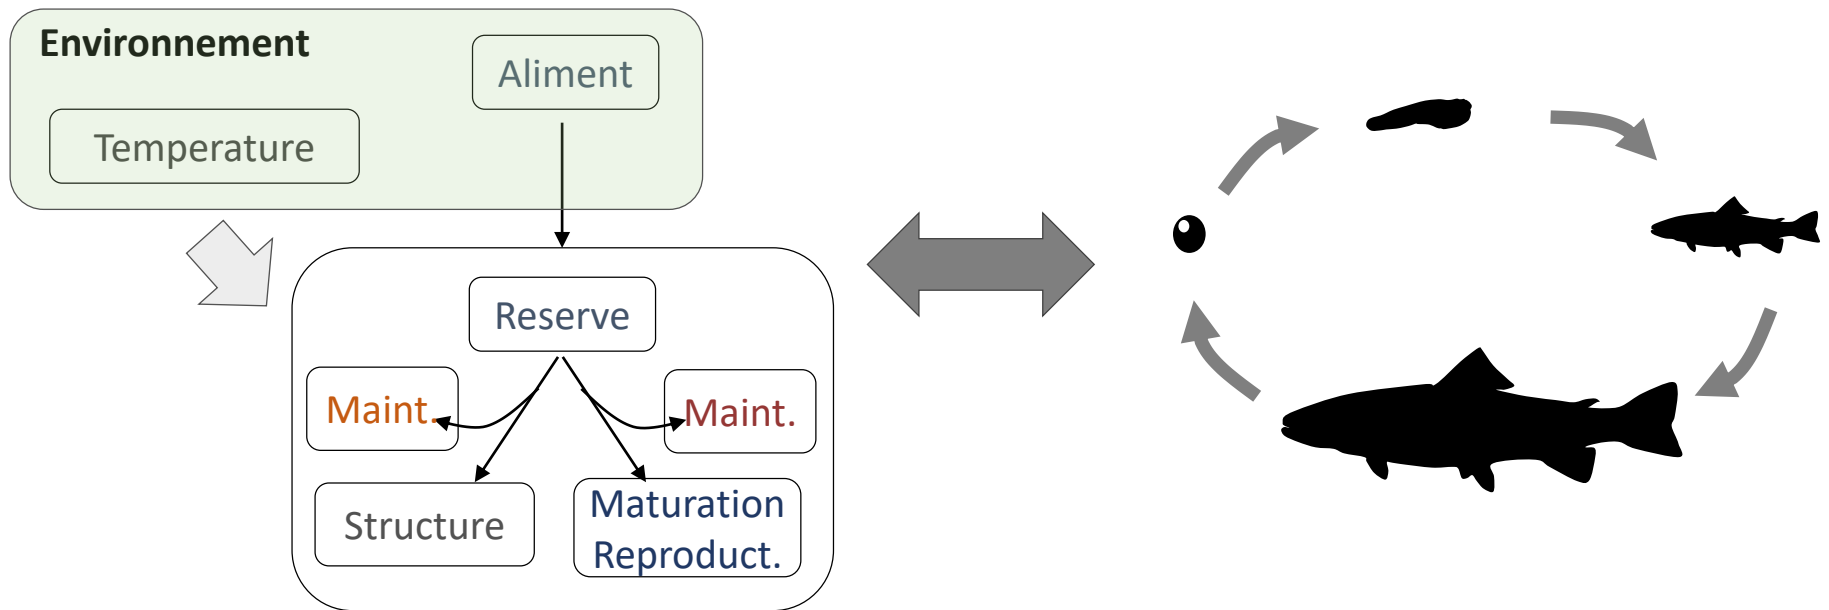 Environnement
Aliment
Temperature
Reserve
Maint.
Maint.
Structure
Maturation
Reproduct.